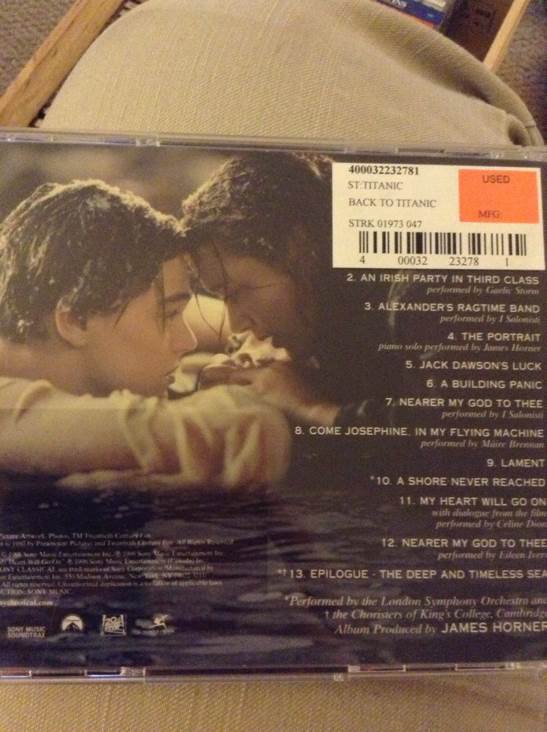 400032232781
ST:TITANIC
BACK TO TITANIC
STRK 01973 047
4 00032 23278 1
USED
MFG:
2. AN IRISH PARTY IN THIRD CLASS
performed by Gaelic Storm
3. ALEXANDER'S RAGTIME BAND
performed by I Salonisti
4. THE PORTRAIT
piano solo performed by James Horner
5. JACK DAWSON'S LUCK
6. A BUILDING PANIC
7. NEARER MY GOD TO THEE
performed by I Salonisti
8. COME JOSEPHINE, IN MY FLYING MACHINE
performed by Máire Brennan
9. LAMENT
*10. A SHORE NEVER REACHED
11. MY HEART WILL GO ON
with dialogue from the film
performed by Celine Dion
12. NEARER MY GOD TO THEE
performed by Eileen Ivers
*†13. EPILOGUE - THE DEEP AND TIMELESS SEA
*Performed by the London Symphony Orchestra and
† the Choristers of King's College, Cambridge
Album Produced by JAMES HORNER
SONY MUSIC
SOUNDTRAX